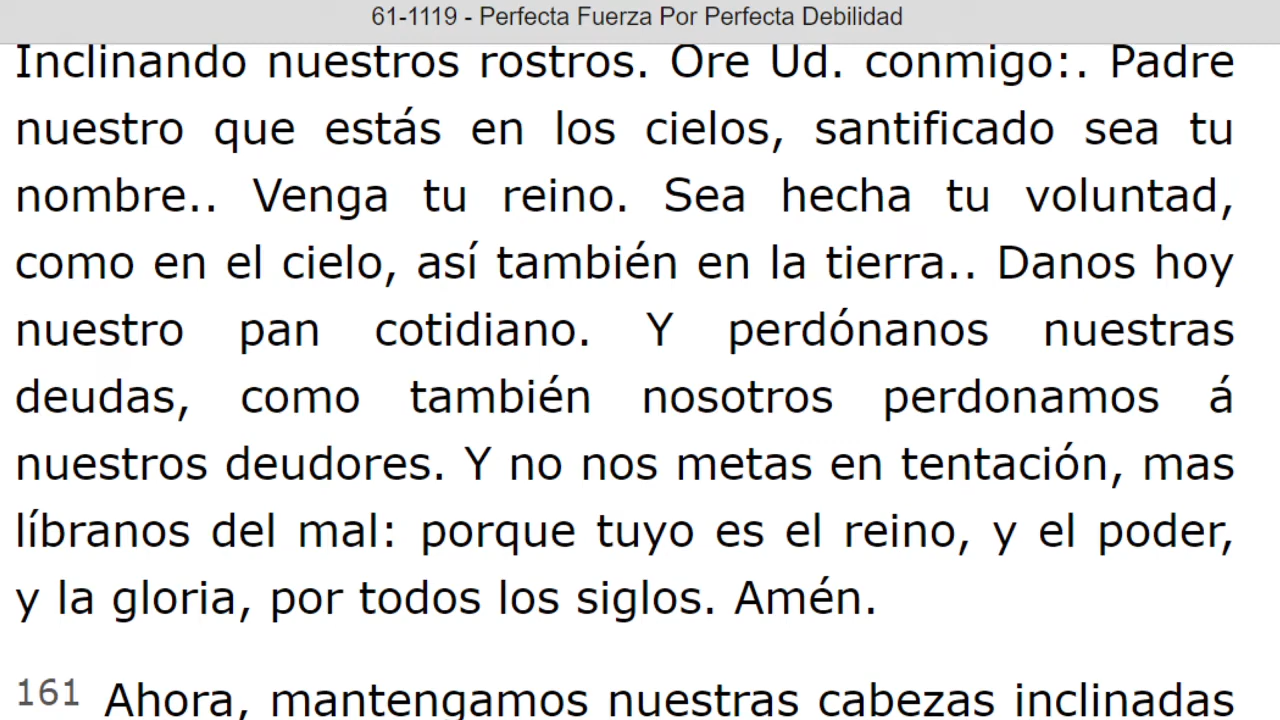 61-1119 - Perfecta Fuerza Por Perfecta Debilidad
Inclinando nuestros rostros. Ore Ud. conmigo:. Padre
nuestro que estás en los cielos, santificado sea tu
nombre.. Venga tu reino. Sea hecha tu voluntad,
como en el cielo, así también en la tierra.. Danos hoy
nuestro pan cotidiano. Y perdónanos nuestras
deudas, como también nosotros perdonamos á
nuestros deudores. Y no nos metas en tentación, mas
líbranos del mal: porque tuyo es el reino, y el poder,
y la gloria, por todos los siglos. Amén.
161 Ahora, mantengamos nuestras cabezas inclinadas